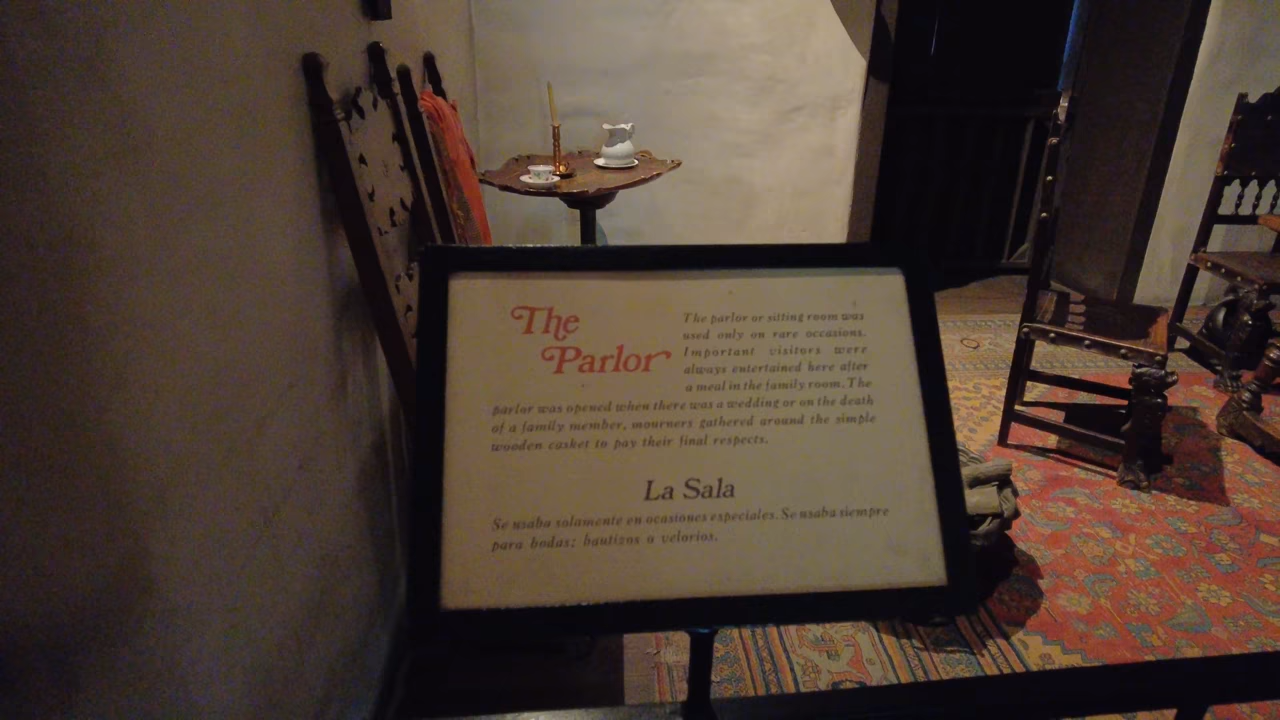 The
Parlor
The parlor or sitting room was
used only on rare occasions.
Important visitors were
always entertained here after
a meal in the family room. The
parlor was opened when there was a wedding or on the death
of a family member, mourners gathered around the simple
wooden casket to pay their final respects.
La Sala
Se usaba solamente en ocasiones especiales. Se usaba siempre
para bodas; bautizos o velorios.